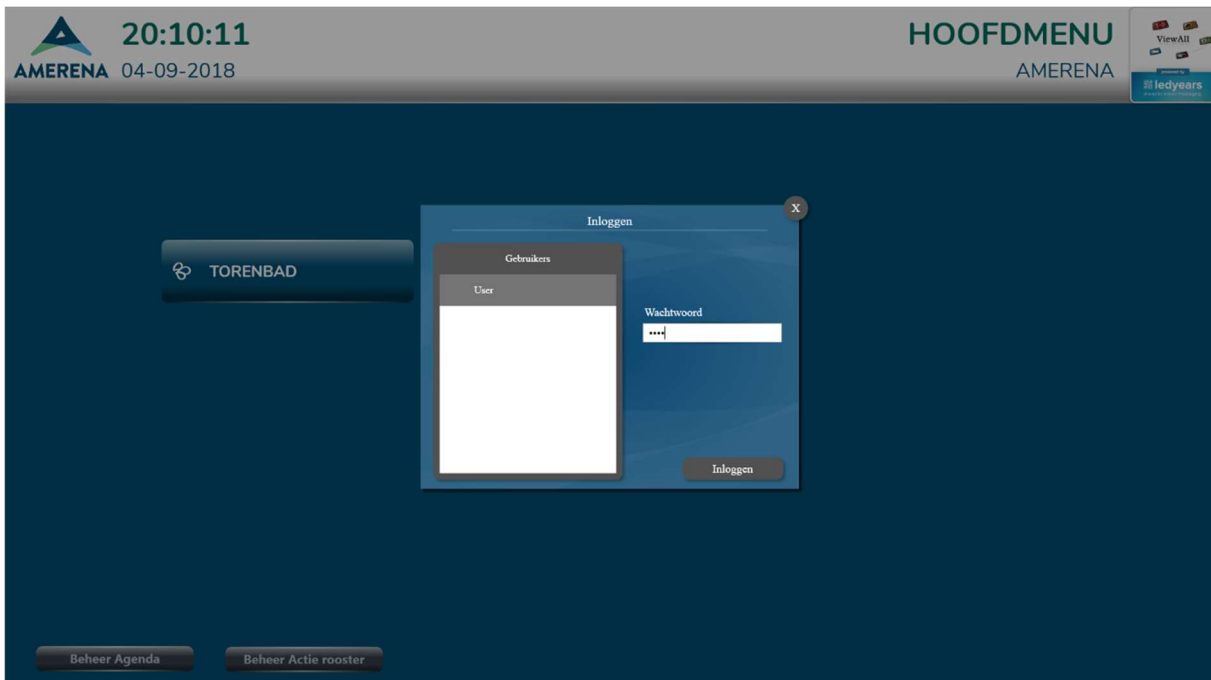 20:10:11
AMERENA 04-09-2018
HOOFDMENU
AMERENA
ViewAll
ledyears
Inloggen
X
Gebruikers
User
TORENBAD
Wachtwoord
••••
Inloggen
Beheer Agenda
Beheer Actie rooster